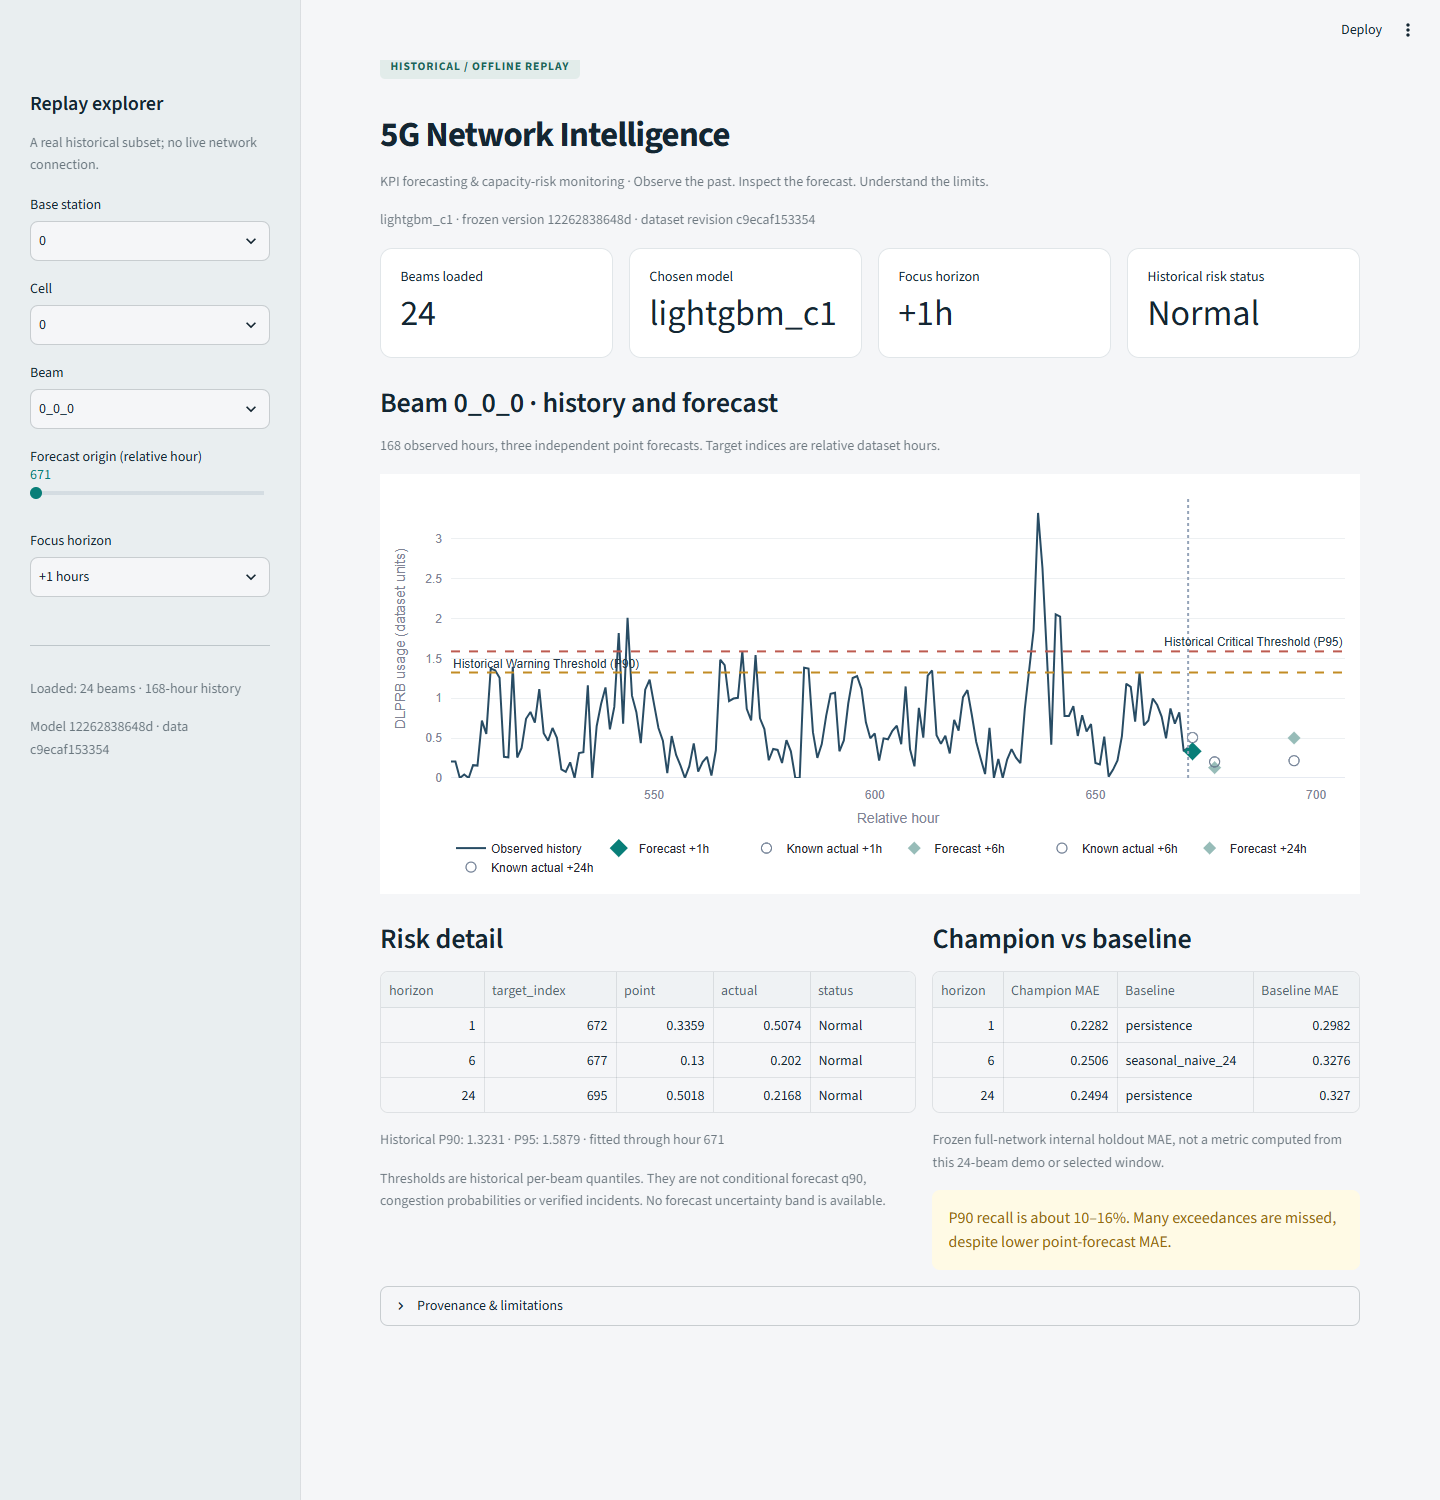 Deploy
Replay explorer
A real historical subset; no live network
connection.
Base station
0
Cell
0
Beam
0_0_0
Forecast origin (relative hour)
671
Focus horizon
+1 hours
Loaded: 24 beams · 168-hour history
Model 12262838648d · data
c9ecaf153354
HISTORICAL / OFFLINE REPLAY
5G Network Intelligence
KPI forecasting & capacity-risk monitoring · Observe the past. Inspect the forecast. Understand the limits.
lightgbm_c1 · frozen version 12262838648d · dataset revision c9ecaf153354
Beams loaded
24
Chosen model
lightgbm_c1
Focus horizon
+1h
Historical risk status
Normal
Beam 0_0_0 · history and forecast
168 observed hours, three independent point forecasts. Target indices are relative dataset hours.
DLPRB usage (dataset units)
3
2.5
2
1.5
1
0.5
0
Historical Critical Threshold (P95)
Historical Warning Threshold (P90)
550 600 650 700
Relative hour
Observed history Forecast +1h Known actual +1h Forecast +6h Known actual +6h Forecast +24h
Known actual +24h
Risk detail
horizon target_index point actual status
1 672 0.3359 0.5074 Normal
6 677 0.13 0.202 Normal
24 695 0.5018 0.2168 Normal
Historical P90: 1.3231 · P95: 1.5879 · fitted through hour 671
Thresholds are historical per-beam quantiles. They are not conditional forecast q90,
congestion probabilities or verified incidents. No forecast uncertainty band is available.
Champion vs baseline
horizon Champion MAE Baseline Baseline MAE
1 0.2282 persistence 0.2982
6 0.2506 seasonal_naive_24 0.3276
24 0.2494 persistence 0.327
Frozen full-network internal holdout MAE, not a metric computed from
this 24-beam demo or selected window.
P90 recall is about 10–16%. Many exceedances are missed,
despite lower point-forecast MAE.
Provenance & limitations